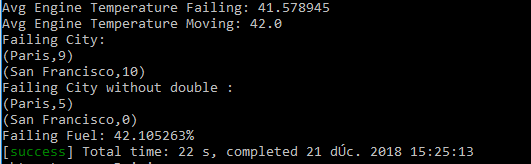 Avg Engine Temperature Failing: 41.578945
Avg Engine Temperature Moving: 42.0
Failing City:
(Paris,9)
(San Francisco,10)
Failing City without double :
(Paris,5)
(San Francisco,0)
Failing Fuel: 42.105263%
[success] Total time: 22 s, completed 21 dÚc. 2018 15:25:13